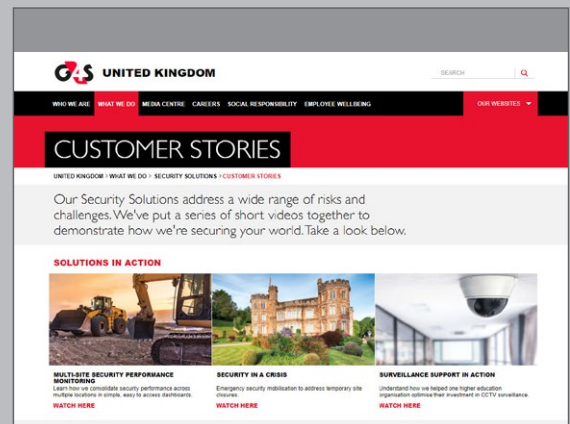 G4S UNITED KINGDOM
SEARCH
WHO WE ARE WHAT WE DO MEDIA CENTRE CAREERS SOCIAL RESPONSIBILITY EMPLOYEE WELLBEING OUR WEBSITES
CUSTOMER STORIES
UNITED KINGDOM > WHAT WE DO > SECURITY SOLUTIONS > CUSTOMER STORIES
Our Security Solutions address a wide range of risks and
challenges. We've put a series of short videos together to
demonstrate how we're securing your world. Take a look below.
SOLUTIONS IN ACTION
MULTI-SITE SECURITY PERFORMANCE
MONITORING
Learn how we consolidate security performance across
multiple locations in simple, easy to access dashboards.
WATCH HERE
SECURITY IN A CRISIS
Emergency security mobilisation to address temporary site
closures.
WATCH HERE
SURVEILLANCE SUPPORT IN ACTION
Understand how we helped one higher education
organisation optimise their investment in CCTV surveillance.
WATCH HERE